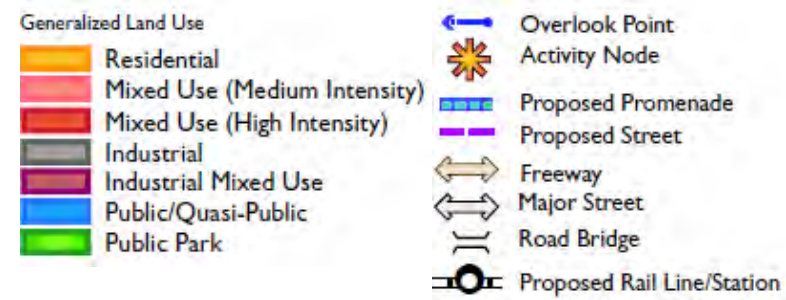 Generalized Land Use
Residential
Mixed Use (Medium Intensity)
Mixed Use (High Intensity)
Industrial
Industrial Mixed Use
Public/Quasi-Public
Public Park
Overlook Point
Activity Node
Proposed Promenade
Proposed Street
Freeway
Major Street
Road Bridge
Proposed Rail Line/Station